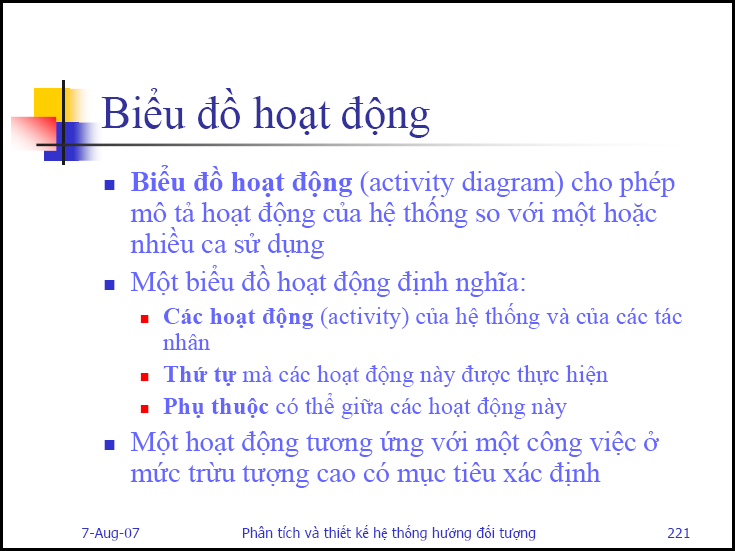 Biểu đồ hoạt động
Biểu đồ hoạt động (activity diagram) cho phép
mô tả hoạt động của hệ thống so với một hoặc
nhiều ca sử dụng
Một biểu đồ hoạt động định nghĩa:
Các hoạt động (activity) của hệ thống và của các tác
nhân
Thứ tự mà các hoạt động này được thực hiện
Phụ thuộc có thể giữa các hoạt động này
Một hoạt động tương ứng với một công việc ở
mức trừu tượng cao có mục tiêu xác định
7-Aug-07 Phân tích và thiết kế hệ thống hướng đối tượng 221